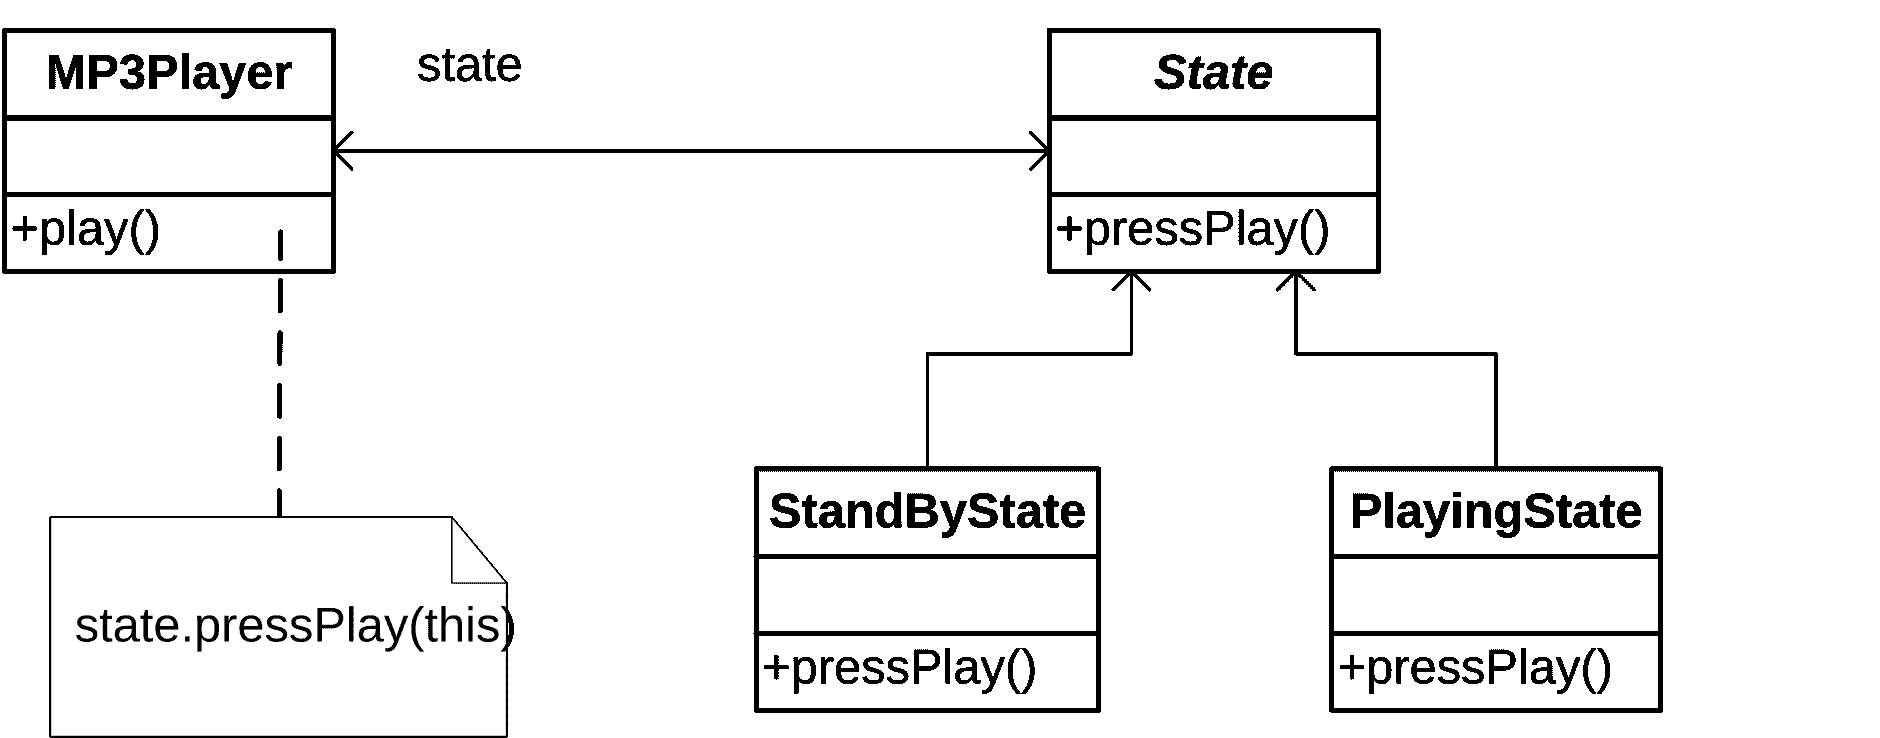 MP3Player
state
State
+play()
+pressPlay()
StandByState
PlayingState
state.pressPlay(this)
+pressPlay()
+pressPlay()